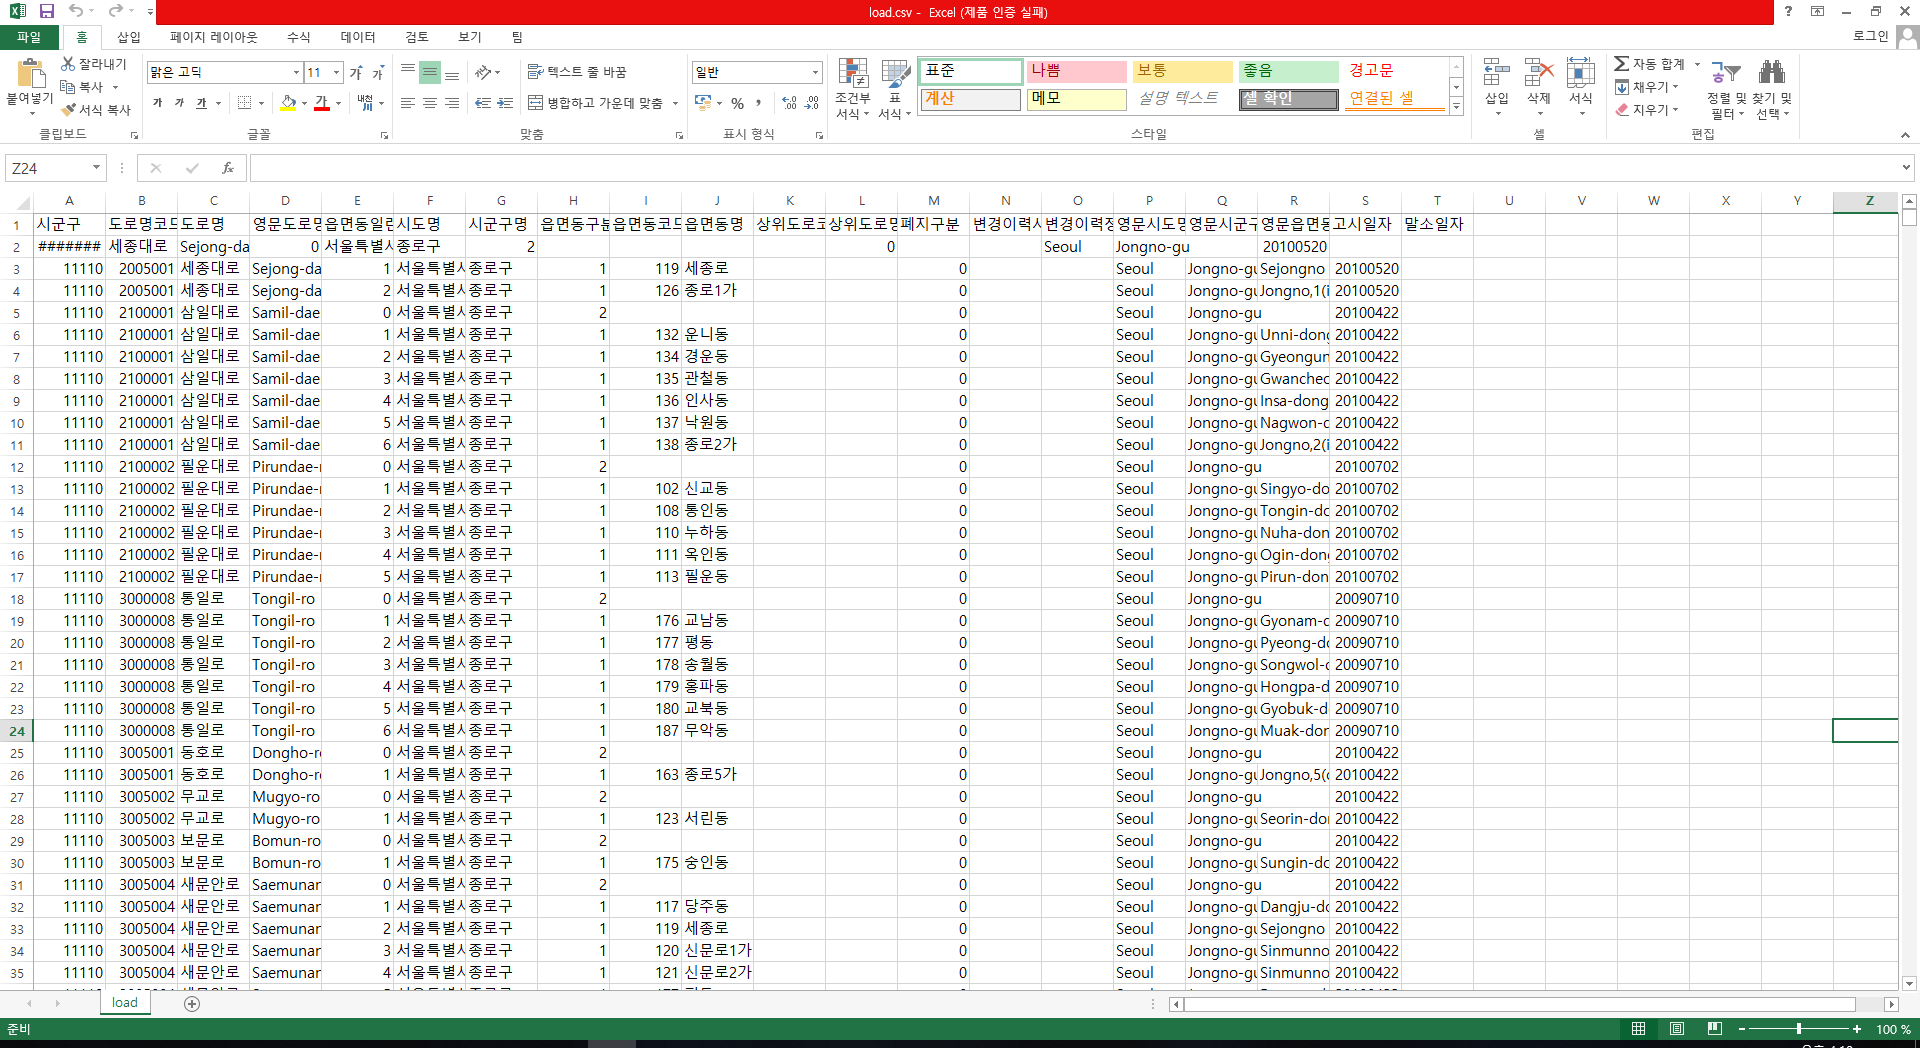 load.csv - Excel (제품 인증 실패)
파일 홈 삽입 페이지 레이아웃 수식 데이터 검토 보기 팀 로그인
붙여넣기 잘라내기 복사 서식 복사 클립보드
맑은 고딕 11 가 가 가 가 가 가 내천 글꼴
텍스트 줄 바꿈 병합하고 가운데 맞춤 맞춤
일반 % 표시 형식
조건부 서식 표 서식
표준 나쁨 보통 좋음 경고문
계산 메모 설명 텍스트 셀 확인 연결된 셀
스타일
삽입 삭제 서식 셀
자동 합계 채우기 지우기 정렬 및 필터 찾기 및 선택 편집
Z24 fx
A B C D E F G H I J K L M N O P Q R S T U V W X Y Z
1 시군구 도로명코드 도로명 영문도로명 읍면동일련 시도명 시군구명 읍면동구분 읍면동코드 읍면동명 상위도로코 상위도로명 폐지구분 변경이력사 변경이력정 영문시도명 영문시군구 영문읍면동 고시일자 말소일자
2 ####### 세종대로 Sejong-da 0 서울특별시 종로구 2 0 Seoul Jongno-gu 20100520
3 11110 2005001 세종대로 Sejong-da 1 서울특별시 종로구 1 119 세종로 0 Seoul Jongno-gu Sejongno 20100520
4 11110 2005001 세종대로 Sejong-da 2 서울특별시 종로구 1 126 종로1가 0 Seoul Jongno-gu Jongno,1(i 20100520
5 11110 2100001 삼일대로 Samil-dae 0 서울특별시 종로구 2 0 Seoul Jongno-gu 20100422
6 11110 2100001 삼일대로 Samil-dae 1 서울특별시 종로구 1 132 운니동 0 Seoul Jongno-gu Unni-dong 20100422
7 11110 2100001 삼일대로 Samil-dae 2 서울특별시 종로구 1 134 경운동 0 Seoul Jongno-gu Gyeongun 20100422
8 11110 2100001 삼일대로 Samil-dae 3 서울특별시 종로구 1 135 관철동 0 Seoul Jongno-gu Gwancheo 20100422
9 11110 2100001 삼일대로 Samil-dae 4 서울특별시 종로구 1 136 인사동 0 Seoul Jongno-gu Insa-dong 20100422
10 11110 2100001 삼일대로 Samil-dae 5 서울특별시 종로구 1 137 낙원동 0 Seoul Jongno-gu Nagwon-d 20100422
11 11110 2100001 삼일대로 Samil-dae 6 서울특별시 종로구 1 138 종로2가 0 Seoul Jongno-gu Jongno,2(i 20100422
12 11110 2100002 필운대로 Pirundae-r 0 서울특별시 종로구 2 0 Seoul Jongno-gu 20100702
13 11110 2100002 필운대로 Pirundae-r 1 서울특별시 종로구 1 102 신교동 0 Seoul Jongno-gu Singyo-do 20100702
14 11110 2100002 필운대로 Pirundae-r 2 서울특별시 종로구 1 108 통인동 0 Seoul Jongno-gu Tongin-do 20100702
15 11110 2100002 필운대로 Pirundae-r 3 서울특별시 종로구 1 110 누하동 0 Seoul Jongno-gu Nuha-don 20100702
16 11110 2100002 필운대로 Pirundae-r 4 서울특별시 종로구 1 111 옥인동 0 Seoul Jongno-gu Ogin-dong 20100702
17 11110 2100002 필운대로 Pirundae-r 5 서울특별시 종로구 1 113 필운동 0 Seoul Jongno-gu Pirun-don 20100702
18 11110 3000008 통일로 Tongil-ro 0 서울특별시 종로구 2 0 Seoul Jongno-gu 20090710
19 11110 3000008 통일로 Tongil-ro 1 서울특별시 종로구 1 176 교남동 0 Seoul Jongno-gu Gyonam-d 20090710
20 11110 3000008 통일로 Tongil-ro 2 서울특별시 종로구 1 177 평동 0 Seoul Jongno-gu Pyeong-do 20090710
21 11110 3000008 통일로 Tongil-ro 3 서울특별시 종로구 1 178 송월동 0 Seoul Jongno-gu Songwol-d 20090710
22 11110 3000008 통일로 Tongil-ro 4 서울특별시 종로구 1 179 홍파동 0 Seoul Jongno-gu Hongpa-d 20090710
23 11110 3000008 통일로 Tongil-ro 5 서울특별시 종로구 1 180 교북동 0 Seoul Jongno-gu Gyobuk-d 20090710
24 11110 3000008 통일로 Tongil-ro 6 서울특별시 종로구 1 187 무악동 0 Seoul Jongno-gu Muak-don 20090710
25 11110 3005001 동호로 Dongho-ro 0 서울특별시 종로구 2 0 Seoul Jongno-gu 20100422
26 11110 3005001 동호로 Dongho-ro 1 서울특별시 종로구 1 163 종로5가 0 Seoul Jongno-gu Jongno,5(o 20100422
27 11110 3005002 무교로 Mugyo-ro 0 서울특별시 종로구 2 0 Seoul Jongno-gu 20100422
28 11110 3005002 무교로 Mugyo-ro 1 서울특별시 종로구 1 123 서린동 0 Seoul Jongno-gu Seorin-don 20100422
29 11110 3005003 보문로 Bomun-ro 0 서울특별시 종로구 2 0 Seoul Jongno-gu 20100422
30 11110 3005003 보문로 Bomun-ro 1 서울특별시 종로구 1 175 숭인동 0 Seoul Jongno-gu Sungin-do 20100422
31 11110 3005004 새문안로 Saemunan 0 서울특별시 종로구 2 0 Seoul Jongno-gu 20100422
32 11110 3005004 새문안로 Saemunan 1 서울특별시 종로구 1 117 당주동 0 Seoul Jongno-gu Dangju-do 20100422
33 11110 3005004 새문안로 Saemunan 2 서울특별시 종로구 1 119 세종로 0 Seoul Jongno-gu Sejongno 20100422
34 11110 3005004 새문안로 Saemunan 3 서울특별시 종로구 1 120 신문로1가 0 Seoul Jongno-gu Sinmunno 20100422
35 11110 3005004 새문안로 Saemunan 4 서울특별시 종로구 1 121 신문로2가 0 Seoul Jongno-gu Sinmunno 20100422
load
준비 100 %